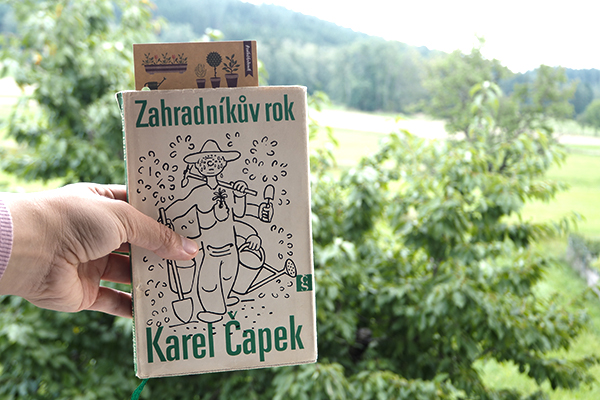 Zahradníkův rok
Karel Čapek